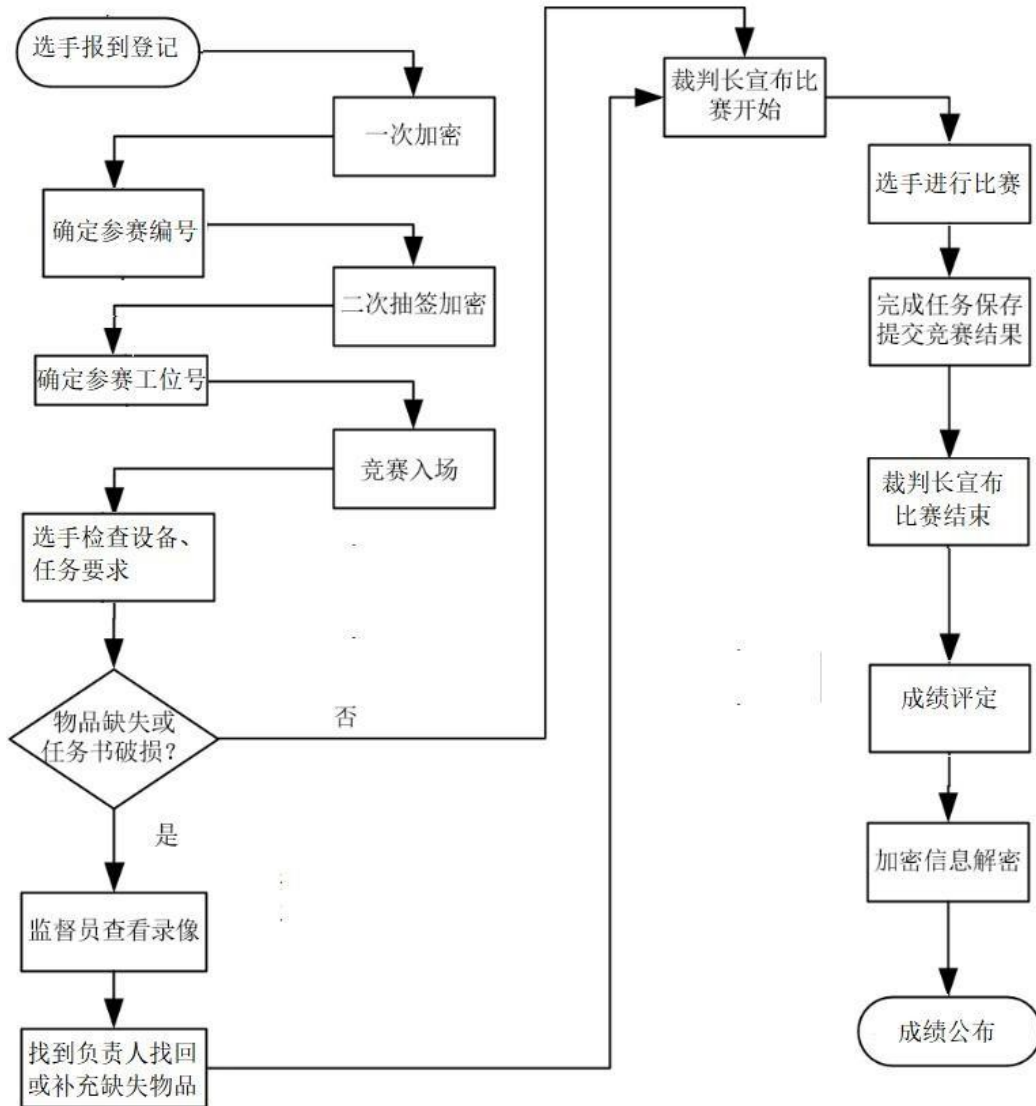 选手报到登记
一次加密
确定参赛编号
二次抽签加密
确定参赛工位号
竞赛入场
选手检查设备、
任务要求
物品缺失或
任务书破损?
否
是
监督员查看录像
找到负责人找回
或补充缺失物品
裁判长宣布比
赛开始
选手进行比赛
完成任务保存
提交竞赛结果
裁判长宣布
比赛结束
成绩评定
加密信息解密
成绩公布